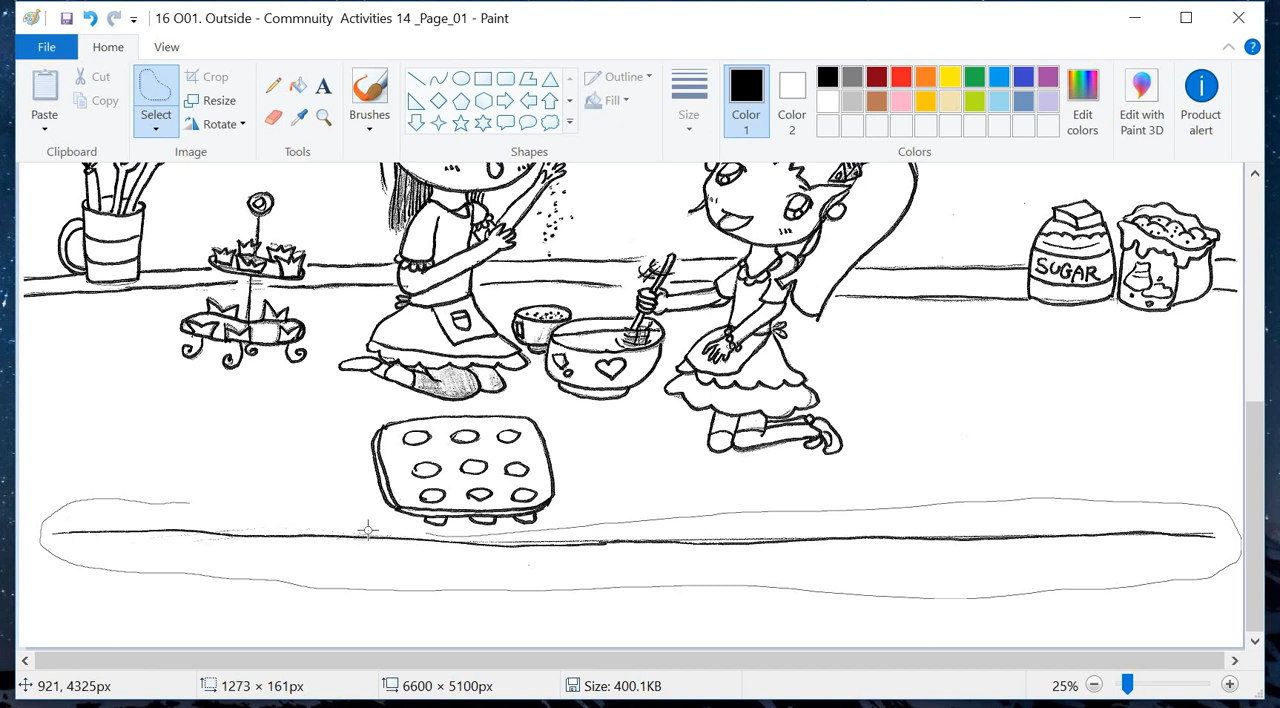 16 O01. Outside - Commnuity  Activities 14 _Page_01 - Paint
File
Home
View
Paste
Cut
Copy
Clipboard
Select
Crop
Resize
Rotate
Image
Tools
Brushes
Shapes
Outline
Fill
Size
Color
1
Color
2
Colors
Edit
colors
Edit with
Paint 3D
Product
alert
SUGAR
921, 4325px
1273 × 161px
6600 × 5100px
Size: 400.1KB
25%